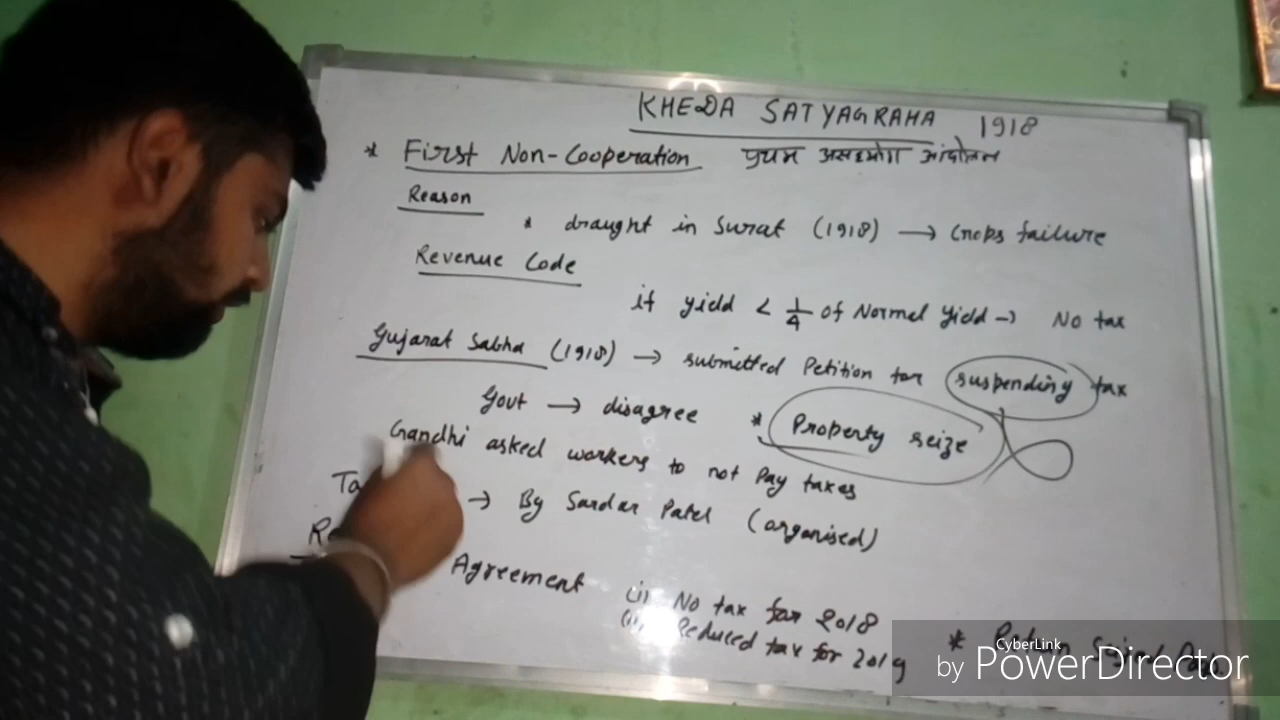 KHEDA SATYAGRAHA 1918
* First Non-Cooperation प्रथम असहयोग आंदोलन
Reason
* draught in Surat (1918) → Crops failure
Revenue Code
if yield < 1/4 of Normal Yield → No tax
Gujarat Sabha (1918) → submitted Petition for suspending tax
Govt → disagree * Property seize
Gandhi asked workers to not Pay taxes
Ta → By Sardar Patel (organised)
Re
Agreement (i) No tax for 2018
(ii) Reduced tax for 2019 *
CyberLink
by PowerDirector